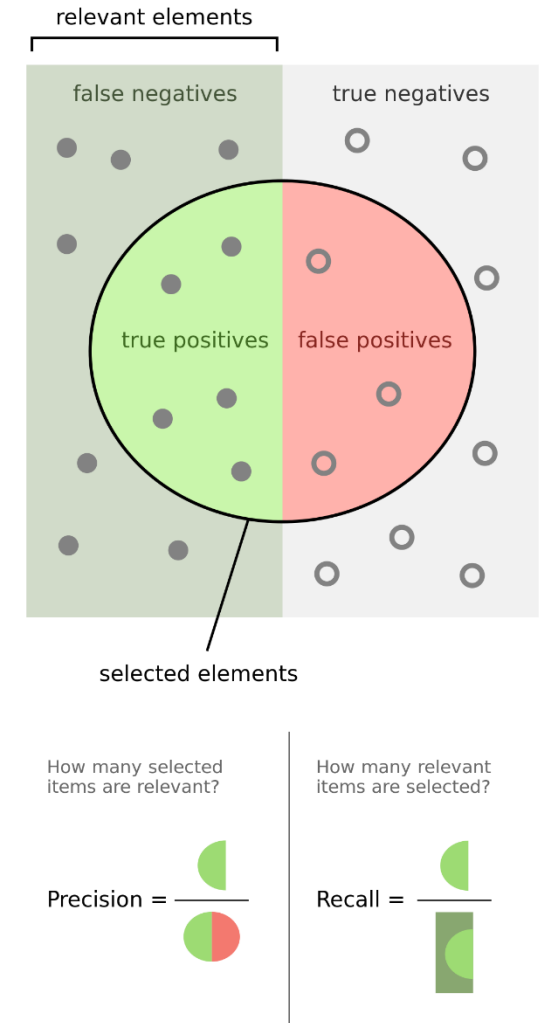 relevant elements
false negatives
true negatives
true positives
false positives
selected elements
How many selected
items are relevant?
How many relevant
items are selected?
Precision =
Recall =